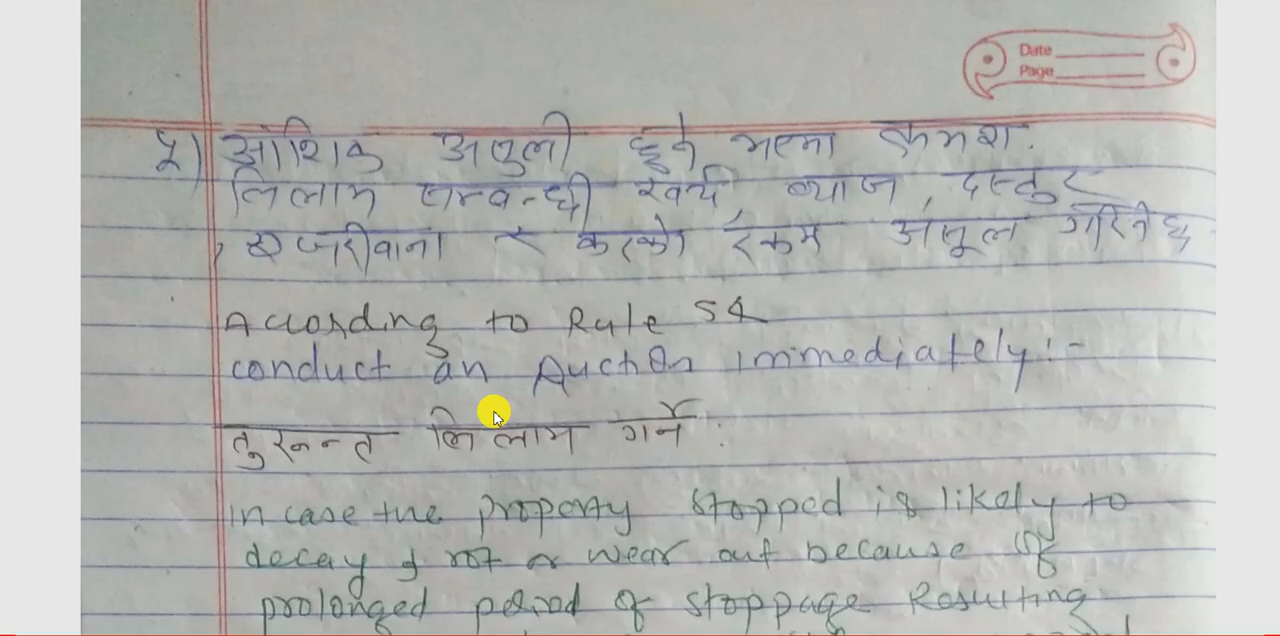 Date
Page
५) आंशिक असुली हुने भएमा क्रमश:
लिलाम सम्बन्धी खर्च, ब्याज, दस्तुर
, जरीवाना र करको रकम असूल गरिनेछ
According to Rule 54
conduct an Auction immediately:-
तुरून्त लिलाम गर्ने :
In case the property stopped is likely to
decay & rot or wear out because of
prolonged period of stoppage Resulting